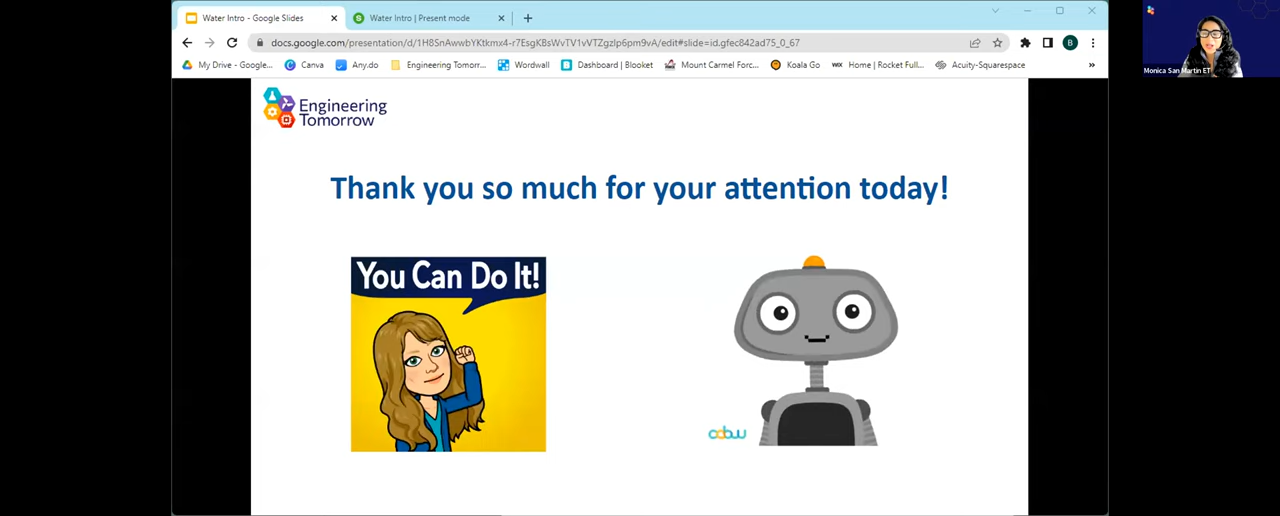 Water Intro - Google Slides
Water Intro | Present mode
docs.google.com/presentation/d/1H8SnAwwbYKtkmx4-r7EsgKBsWvTV1vVTZgzlp6pm9vA/edit#slide=id.gfec842ad75_0_67
B
My Drive - Google...
Canva
Any.do
Engineering Tomorr...
Wordwall
Dashboard | Blooket
Mount Carmel Forc...
Koala Go
WIX
Home | Rocket Full...
Acuity-Squarespace
»
Monica San Martin ET
Engineering
Tomorrow
Thank you so much for your attention today!
You Can Do It!